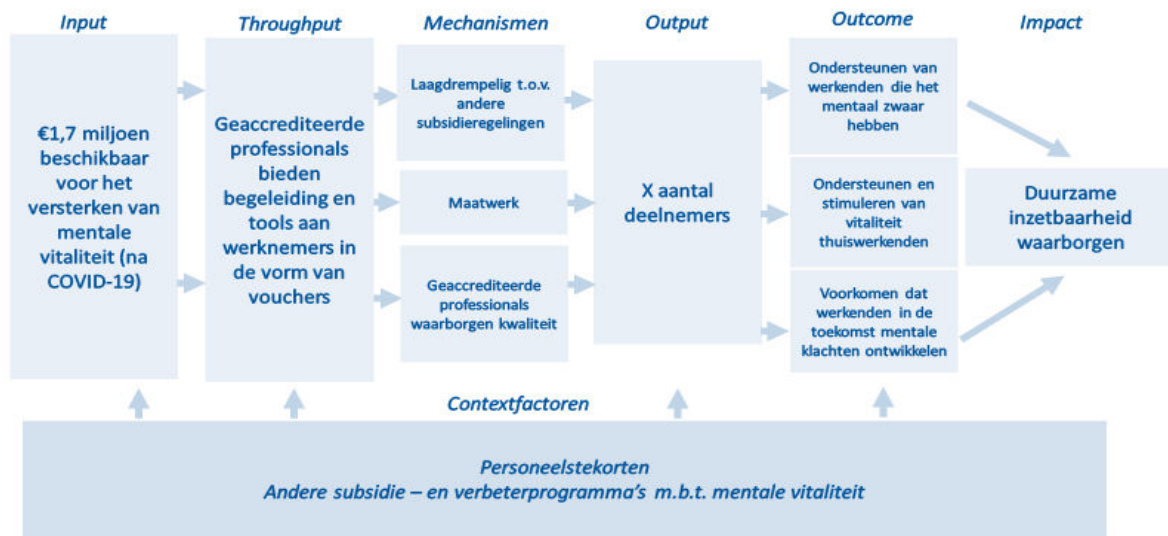 Input
Throughput
Mechanismen
Output
Outcome
Impact
€1,7 miljoen
beschikbaar
voor het
versterken van
mentale
vitaliteit (na
COVID-19)
Geaccrediteerde
professionals
bieden
begeleiding en
tools aan
werknemers in
de vorm van
vouchers
Laagdrempelig t.o.v.
andere
subsidieregelingen
Maatwerk
Geaccrediteerde
professionals
waarborgen kwaliteit
X aantal
deelnemers
Ondersteunen van
werkenden die het
mentaal zwaar
hebben
Ondersteunen en
stimuleren van
vitaliteit
thuiswerkenden
Voorkomen dat
werkenden in de
toekomst mentale
klachten ontwikkelen
Duurzame
inzetbaarheid
waarborgen
Contextfactoren
Personeelstekorten
Andere subsidie – en verbeterprogramma's m.b.t. mentale vitaliteit